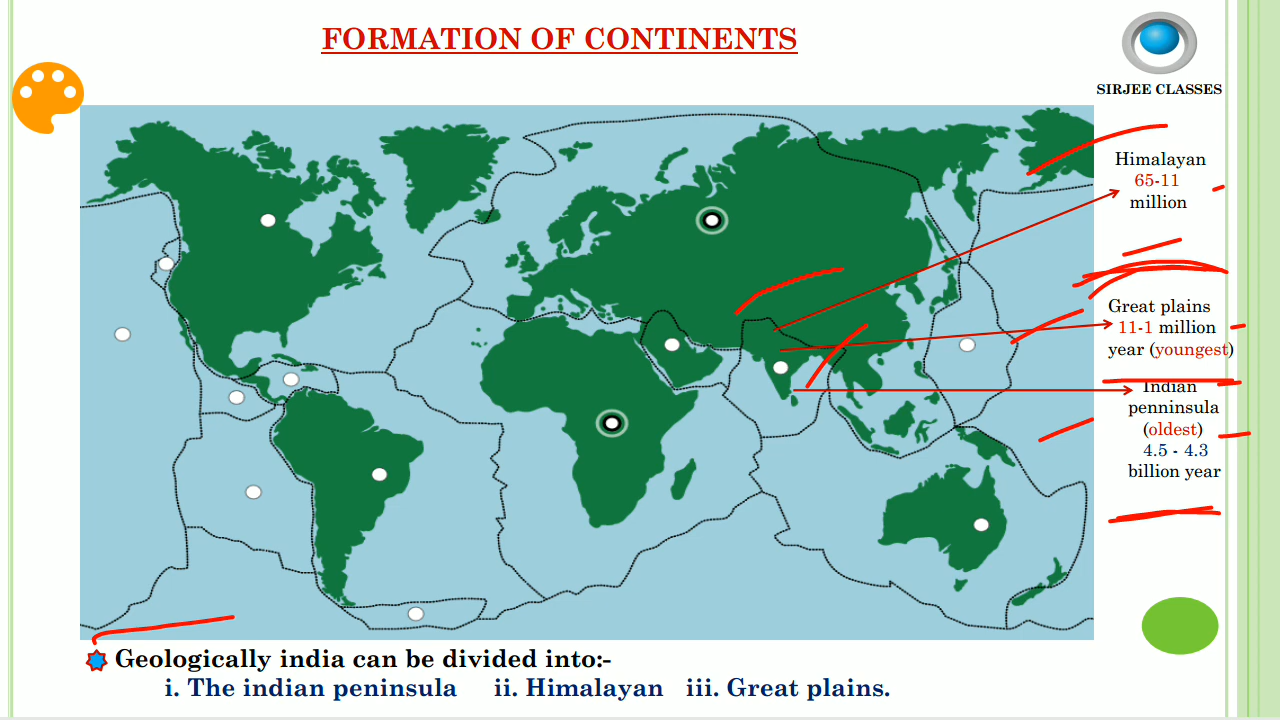 FORMATION OF CONTINENTS
SIRJEE CLASSES
Himalayan
65-11
million
Great plains
11-1 million
year (youngest)
Indian
penninsula
(oldest)
4.5 - 4.3
billion year
Geologically india can be divided into:-
i. The indian peninsula ii. Himalayan iii. Great plains.